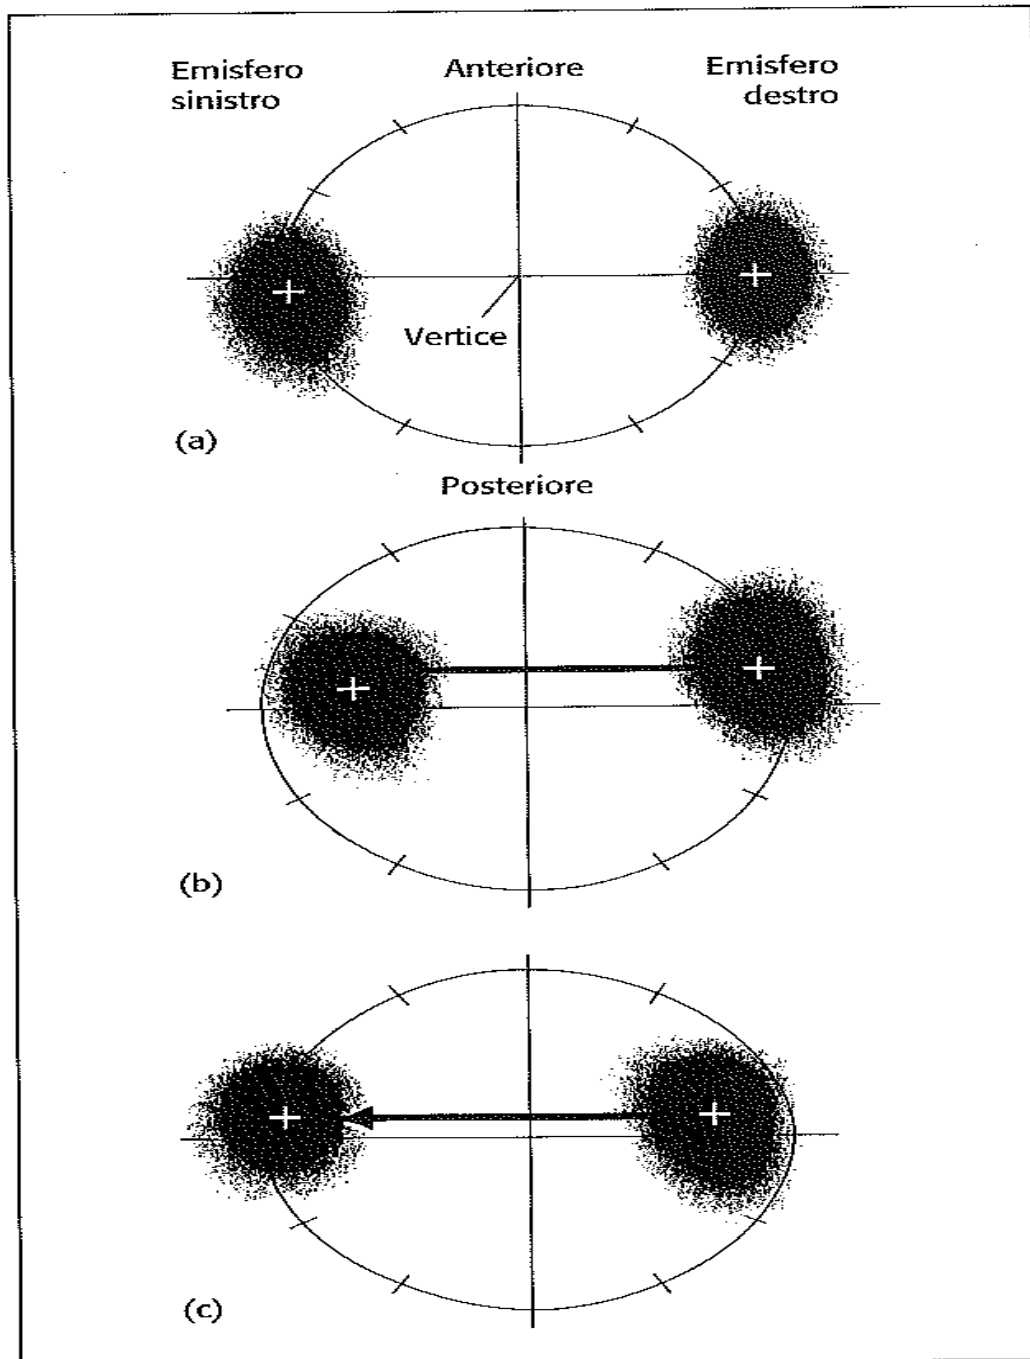 Emisfero
sinistro
Anteriore
Emisfero
destro
Vertice
(a)
Posteriore
(b)
(c)